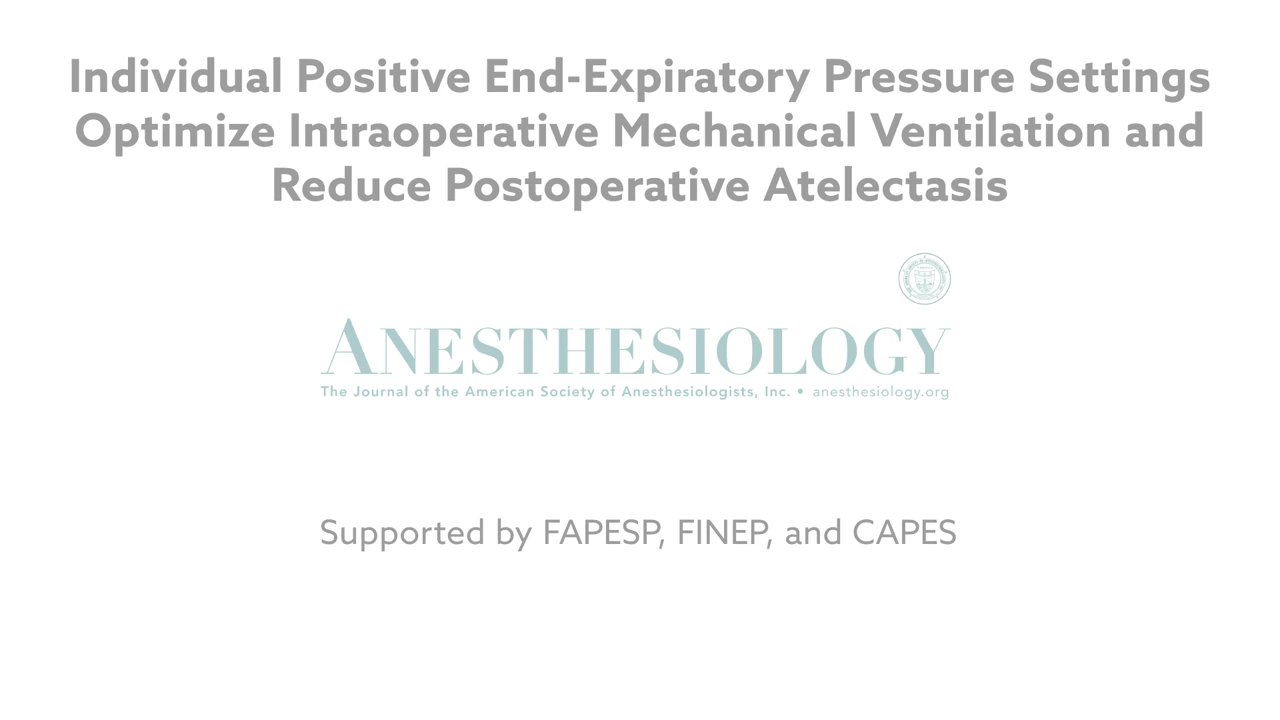 Individual Positive End-Expiratory Pressure Settings
Optimize Intraoperative Mechanical Ventilation and
Reduce Postoperative Atelectasis
ANESTHESIOLOGY
The Journal of the American Society of Anesthesiologists, Inc. • anesthesiology.org
Supported by FAPESP, FINEP, and CAPES